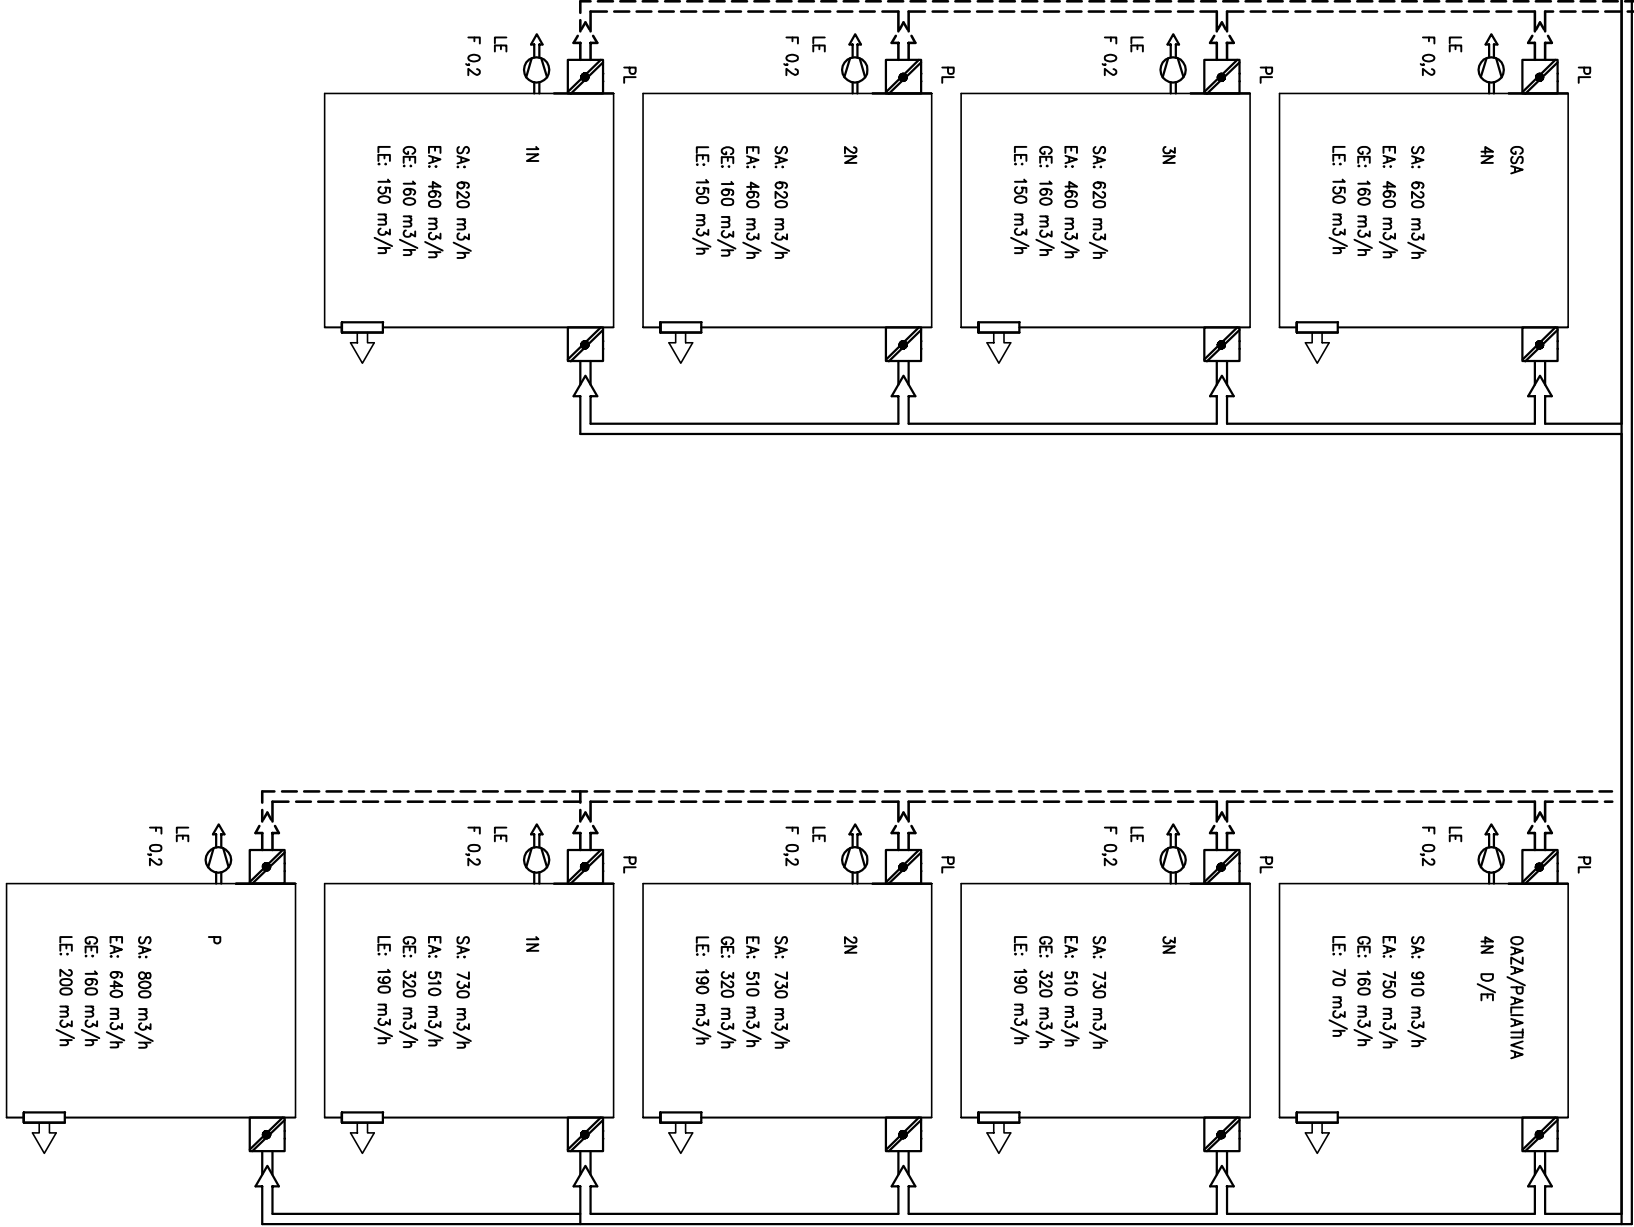 PL
LE
F 0,2
GSA
4N
SA: 620 m3/h
EA: 460 m3/h
GE: 160 m3/h
LE: 150 m3/h
PL
LE
F 0,2
3N
SA: 620 m3/h
EA: 460 m3/h
GE: 160 m3/h
LE: 150 m3/h
PL
LE
F 0,2
2N
SA: 620 m3/h
EA: 460 m3/h
GE: 160 m3/h
LE: 150 m3/h
PL
LE
F 0,2
1N
SA: 620 m3/h
EA: 460 m3/h
GE: 160 m3/h
LE: 150 m3/h
PL
LE
F 0,2
OAZA/PALIATIVA
4N D/E
SA: 910 m3/h
EA: 750 m3/h
GE: 160 m3/h
LE: 70 m3/h
PL
LE
F 0,2
3N
SA: 730 m3/h
EA: 510 m3/h
GE: 320 m3/h
LE: 190 m3/h
PL
LE
F 0,2
2N
SA: 730 m3/h
EA: 510 m3/h
GE: 320 m3/h
LE: 190 m3/h
PL
LE
F 0,2
1N
SA: 730 m3/h
EA: 510 m3/h
GE: 320 m3/h
LE: 190 m3/h
LE
F 0,2
P
SA: 800 m3/h
EA: 640 m3/h
GE: 160 m3/h
LE: 200 m3/h